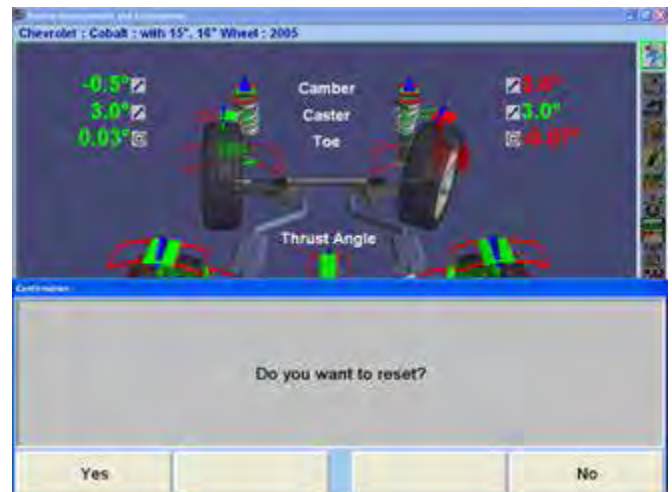 Chevrolet : Cobalt : with 15", 16" Wheel : 2005
-0.5° Camber
3.0° Caster 3.0°
0.03° Toe
Thrust Angle
Confirmation
Do you want to reset?
Yes No